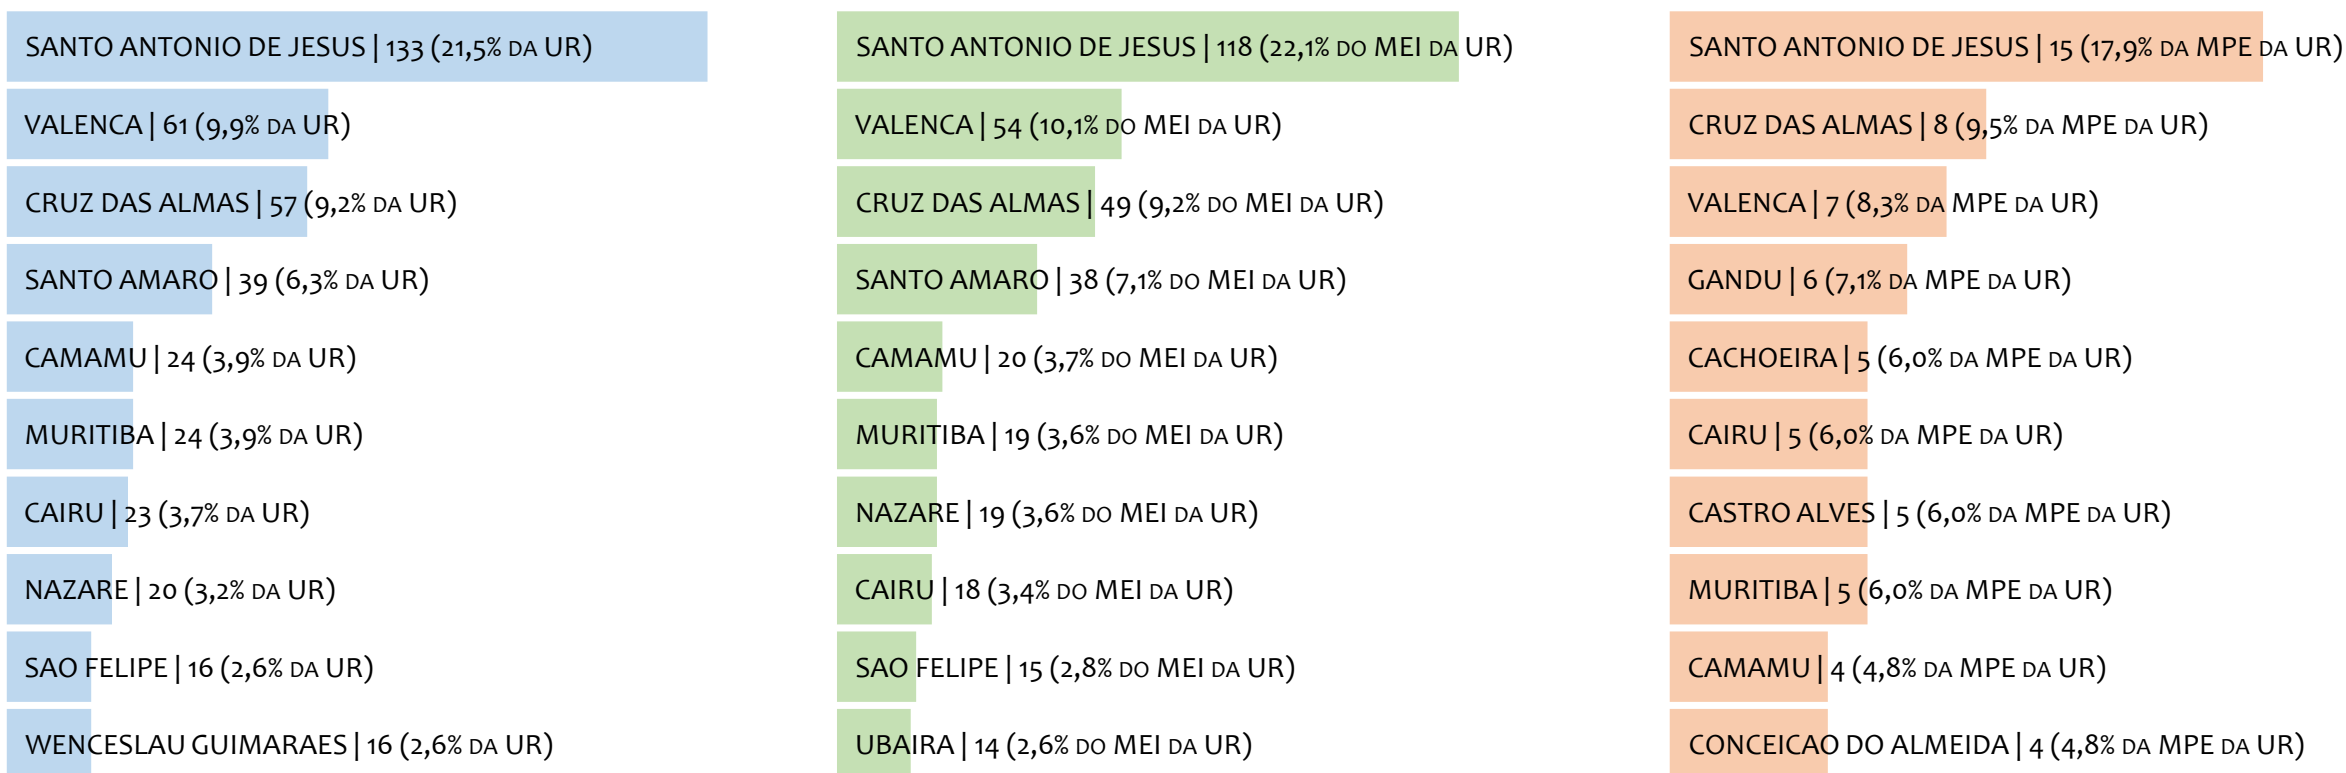 SANTO ANTONIO DE JESUS | 133 (21,5% DA UR)
VALENCA | 61 (9,9% DA UR)
CRUZ DAS ALMAS | 57 (9,2% DA UR)
SANTO AMARO | 39 (6,3% DA UR)
CAMAMU | 24 (3,9% DA UR)
MURITIBA | 24 (3,9% DA UR)
CAIRU | 23 (3,7% DA UR)
NAZARE | 20 (3,2% DA UR)
SAO FELIPE | 16 (2,6% DA UR)
WENCESLAU GUIMARAES | 16 (2,6% DA UR)
SANTO ANTONIO DE JESUS | 118 (22,1% DO MEI DA UR)
VALENCA | 54 (10,1% DO MEI DA UR)
CRUZ DAS ALMAS | 49 (9,2% DO MEI DA UR)
SANTO AMARO | 38 (7,1% DO MEI DA UR)
CAMAMU | 20 (3,7% DO MEI DA UR)
MURITIBA | 19 (3,6% DO MEI DA UR)
NAZARE | 19 (3,6% DO MEI DA UR)
CAIRU | 18 (3,4% DO MEI DA UR)
SAO FELIPE | 15 (2,8% DO MEI DA UR)
UBAIRA | 14 (2,6% DO MEI DA UR)
SANTO ANTONIO DE JESUS | 15 (17,9% DA MPE DA UR)
CRUZ DAS ALMAS | 8 (9,5% DA MPE DA UR)
VALENCA | 7 (8,3% DA MPE DA UR)
GANDU | 6 (7,1% DA MPE DA UR)
CACHOEIRA | 5 (6,0% DA MPE DA UR)
CAIRU | 5 (6,0% DA MPE DA UR)
CASTRO ALVES | 5 (6,0% DA MPE DA UR)
MURITIBA | 5 (6,0% DA MPE DA UR)
CAMAMU | 4 (4,8% DA MPE DA UR)
CONCEICAO DO ALMEIDA | 4 (4,8% DA MPE DA UR)